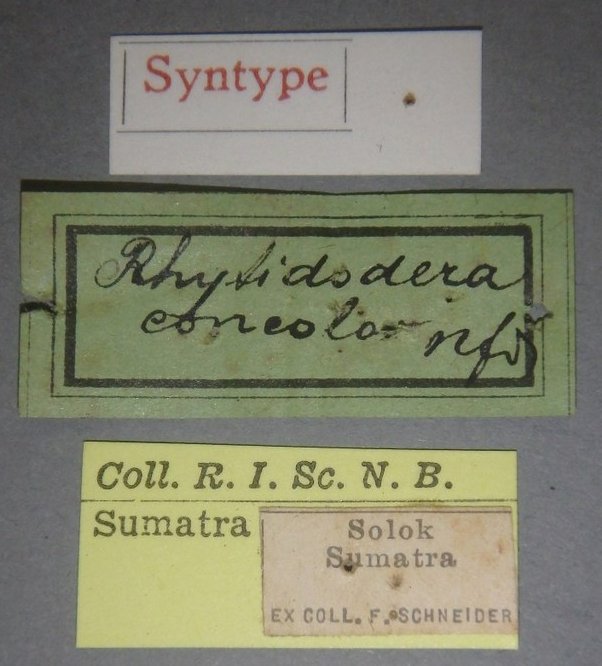 Syntype
Rhytidodera
concolor
Coll. R. I. Sc. N. B.
Sumatra
Solok
Sumatra
EX COLL. F. SCHNEIDER